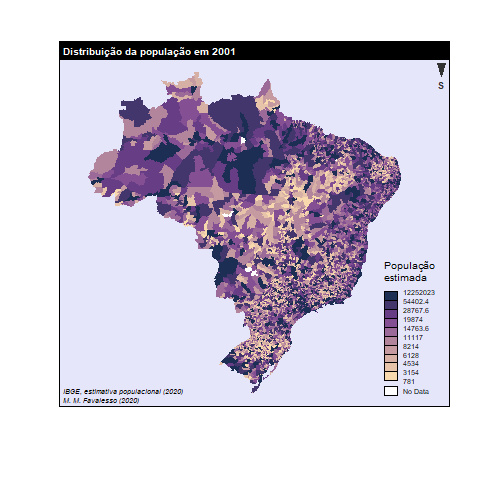 Distribuição da população em 2001
S
População
estimada
12252023
54402.4
28767.6
19874
14763.6
11117
8214
6128
4534
3154
781
No Data
IBGE, estimativa populacional (2020)
M. M. Favalesso (2020)